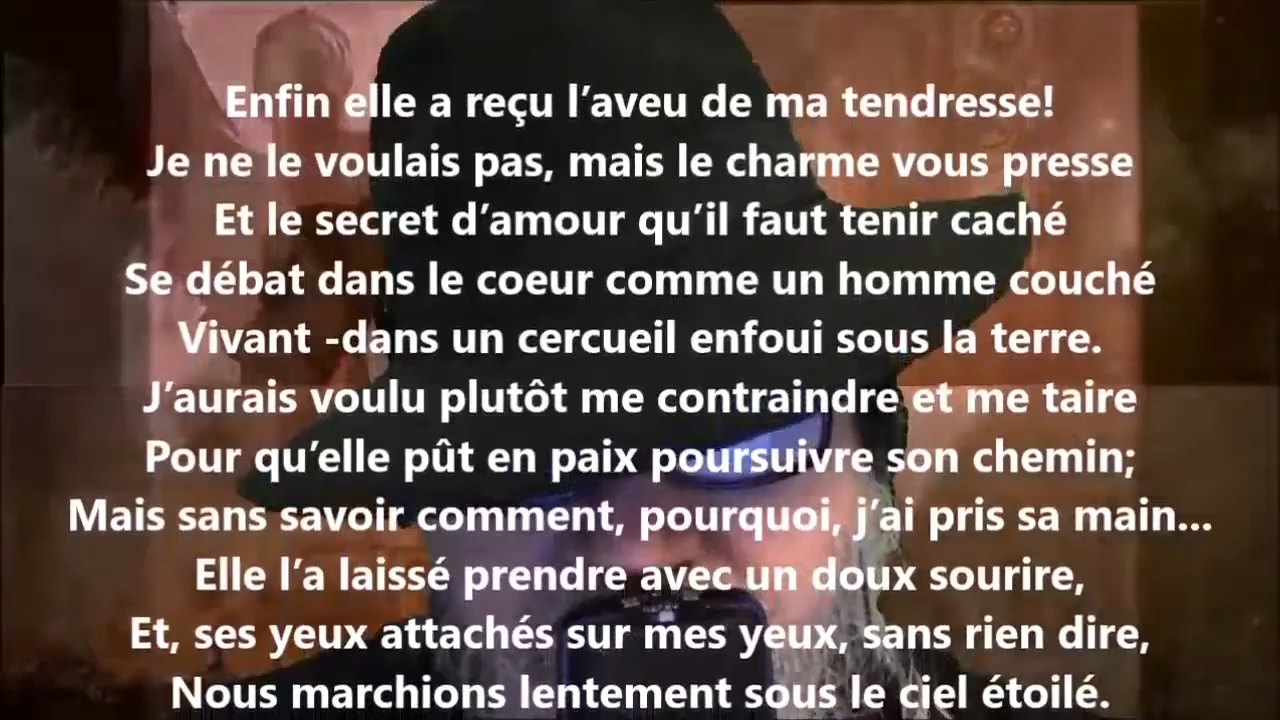 Enfin elle a reçu l’aveu de ma tendresse!
Je ne le voulais pas, mais le charme vous presse
Et le secret d’amour qu’il faut tenir caché
Se débat dans le coeur comme un homme couché
Vivant -dans un cercueil enfoui sous la terre.
J’aurais voulu plutôt me contraindre et me taire
Pour qu’elle pût en paix poursuivre son chemin;
Mais sans savoir comment, pourquoi, j’ai pris sa main...
Elle l’a laissé prendre avec un doux sourire,
Et, ses yeux attachés sur mes yeux, sans rien dire,
Nous marchions lentement sous le ciel étoilé.